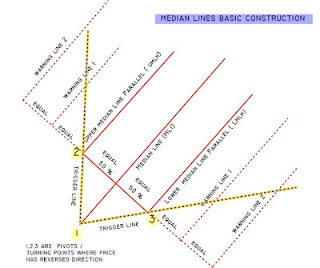 MEDIAN LINES BASIC CONSTRUCTION
WARNING LINE 2
WARNING LINE 1
UPPER MEDIAN LINE PARALLEL ( UMLH )
MEDIAN LINE (ML)
LOWER MEDIAN LINE PARALLEL ( LMLH )
EQUAL
EQUAL
EQUAL
50 %
EQUAL
50 %
2
TRIGGER LINE
3
1
TRIGGER LINE
EQUAL
EQUAL
WARNING LINE 1
WARNING LINE 2
1,2,3 ARE PIVOTS /
TURNING POINTS WHERE PRICE
HAS REVERSED DIRECTION